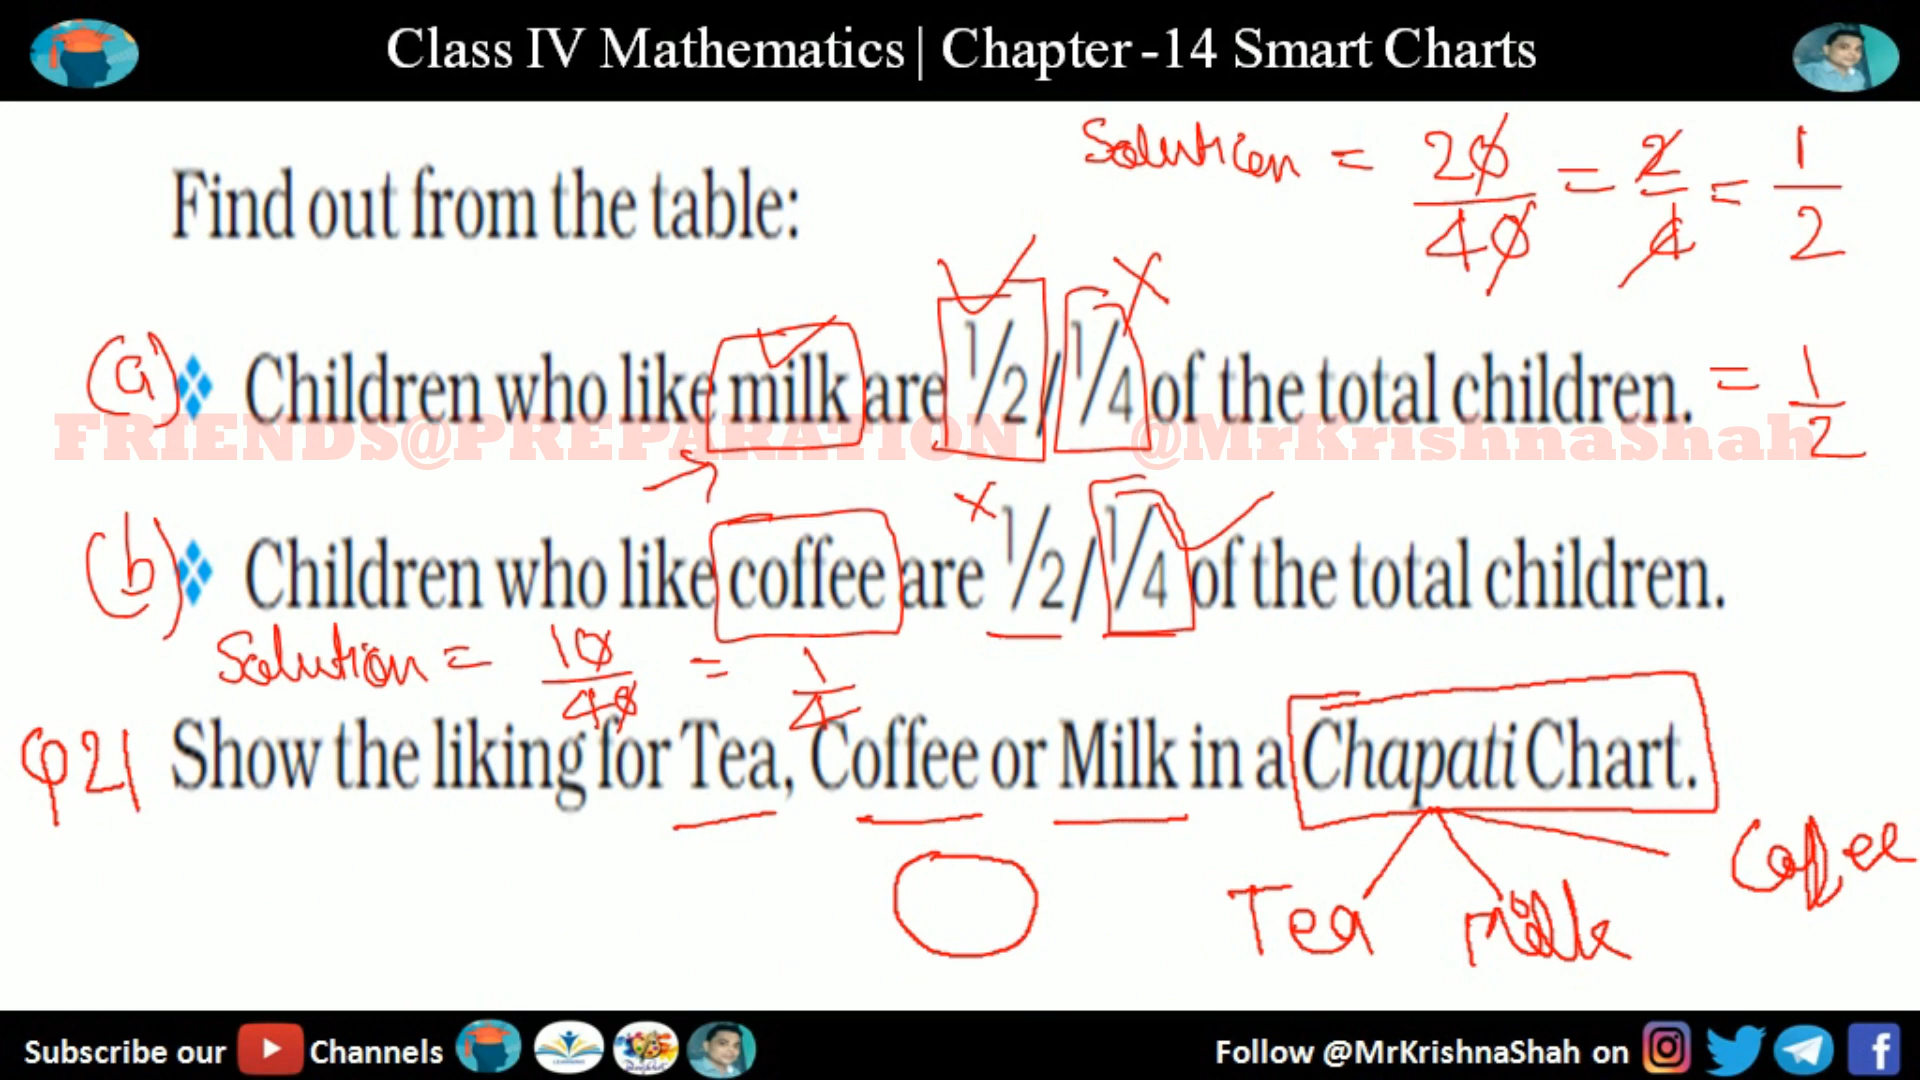 Class IV Mathematics | Chapter -14 Smart Charts
Solution = 20/40 = 2/4 = 1/2
Find out from the table:
(a) ❖ Children who like milk are 1/2 / 1/4 of the total children. = 1/2
FRIENDS@PREPARATION @MrKrishnaShah
(b) ❖ Children who like coffee are 1/2 / 1/4 of the total children.
Solution = 10/40 = 1/4
Q21 Show the liking for Tea, Coffee or Milk in a Chapati Chart.
Tea Milk Coffee
Subscribe our Channels Follow @MrKrishnaShah on